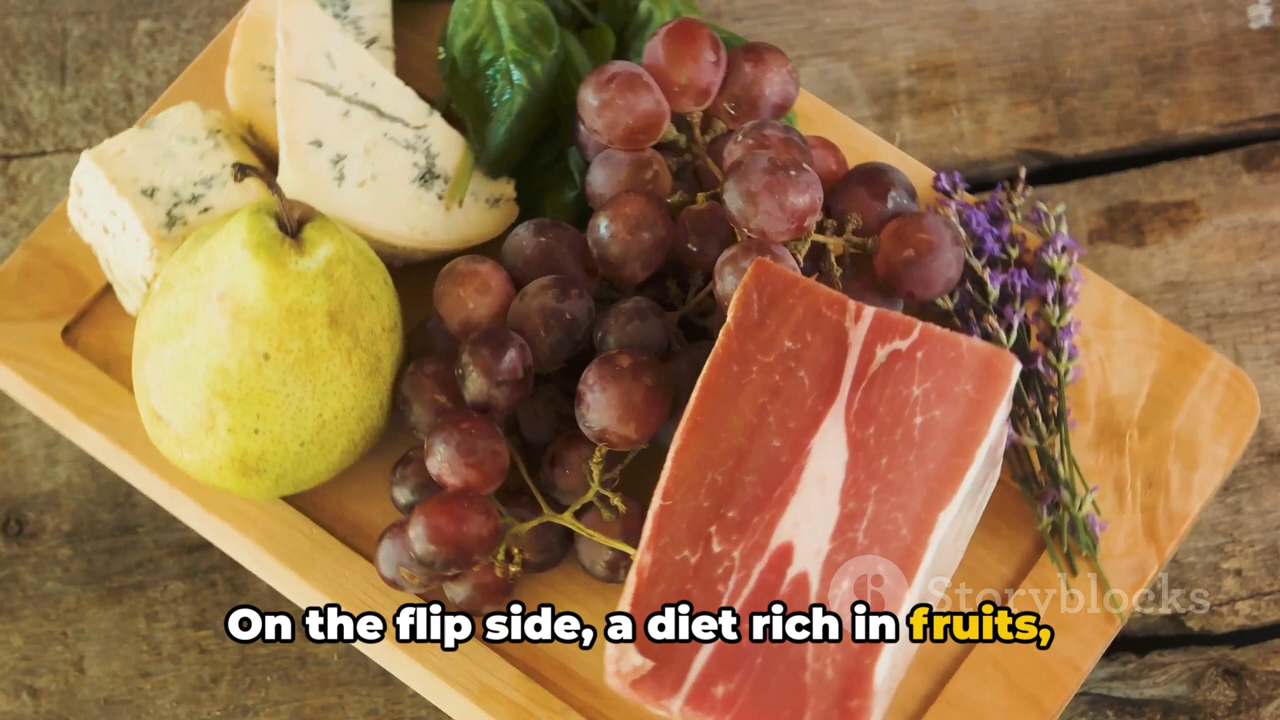 Storyblocks
On the flip side, a diet rich in fruits,